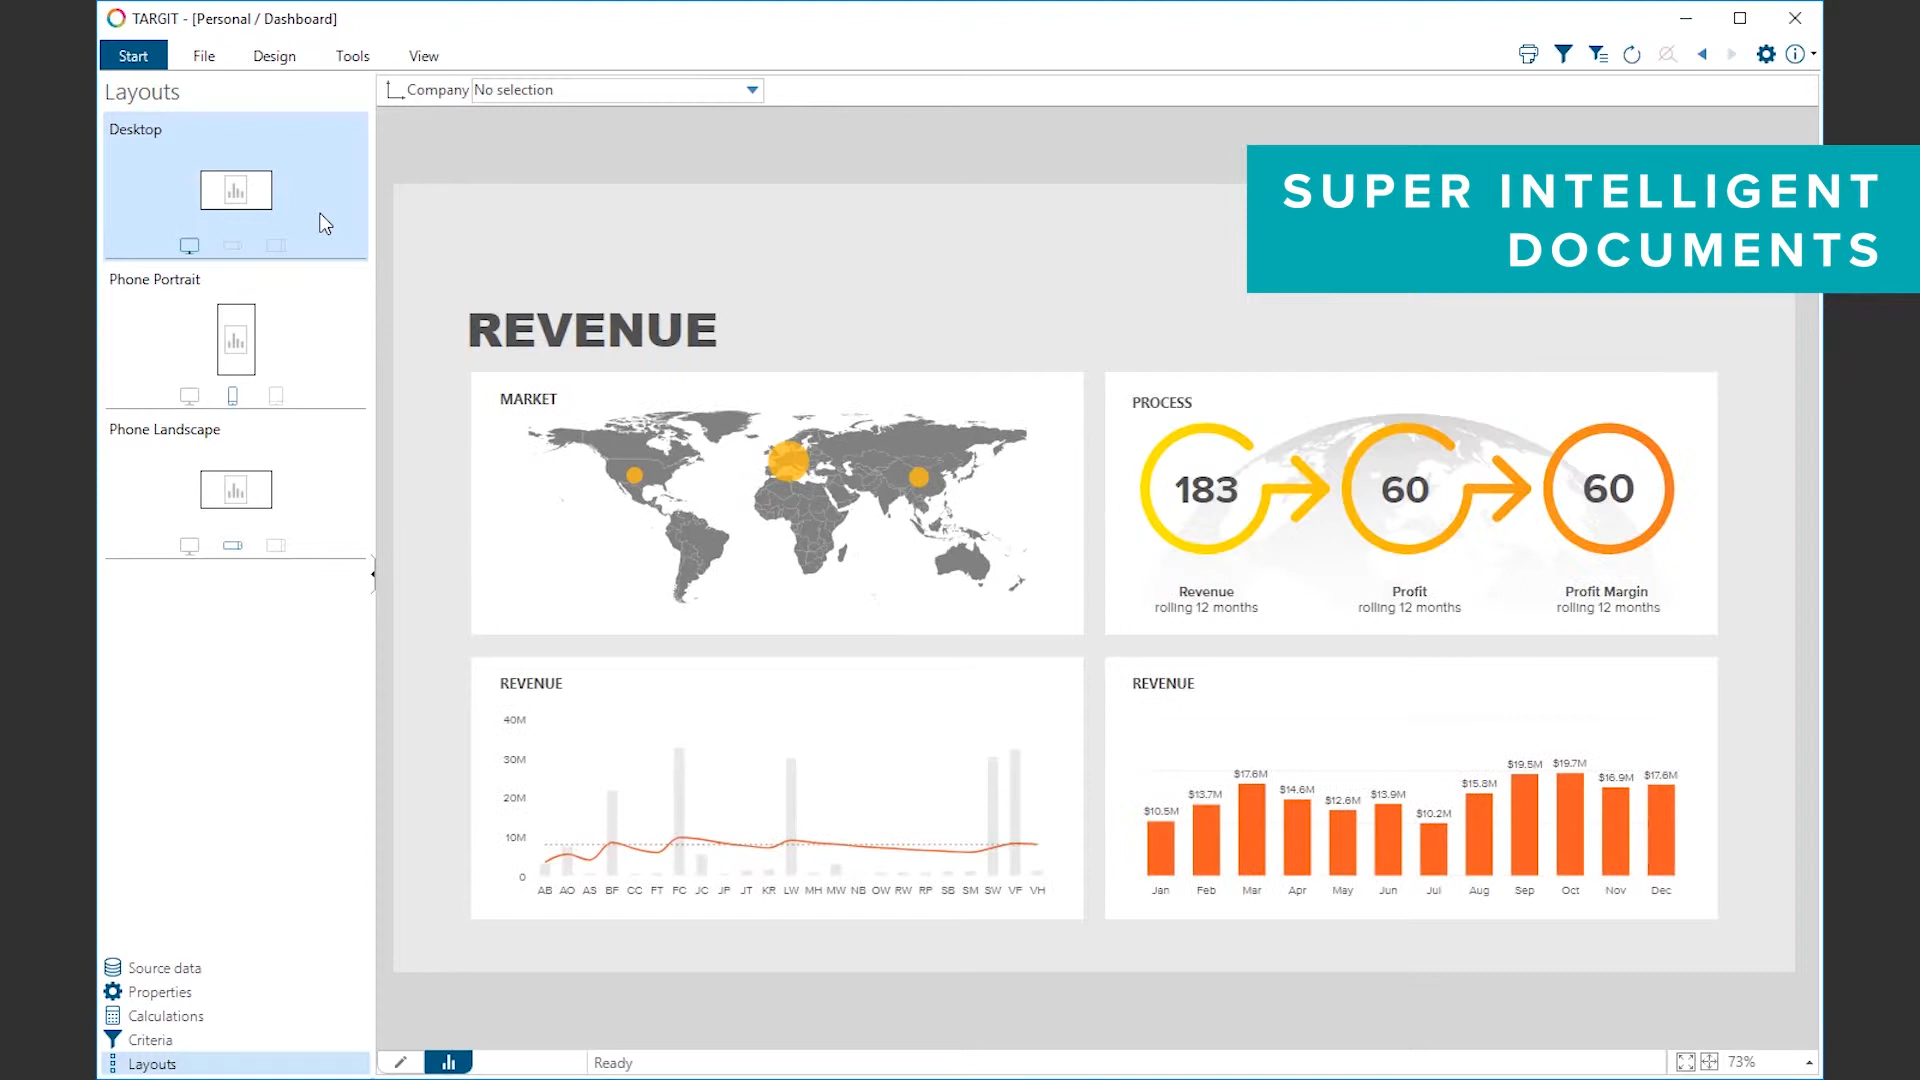 TARGIT - [Personal / Dashboard]
Start File Design Tools View
Layouts
Company No selection
Desktop
Phone Portrait
Phone Landscape
SUPER INTELLIGENT
DOCUMENTS
REVENUE
MARKET
PROCESS
183 60 60
Revenue
rolling 12 months
Profit
rolling 12 months
Profit Margin
rolling 12 months
REVENUE
40M
30M
20M
10M
0
AB AO AS BF CC FT FC JC JP JT KR LW MH MW NB OW RW RP SB SM SW VF VH
REVENUE
$10.5M $13.7M $17.6M $14.6M $12.6M $13.9M $10.2M $15.8M $19.5M $19.7M $16.9M $17.6M
Jan Feb Mar Apr May Jun Jul Aug Sep Oct Nov Dec
Source data
Properties
Calculations
Criteria
Layouts
Ready
73%